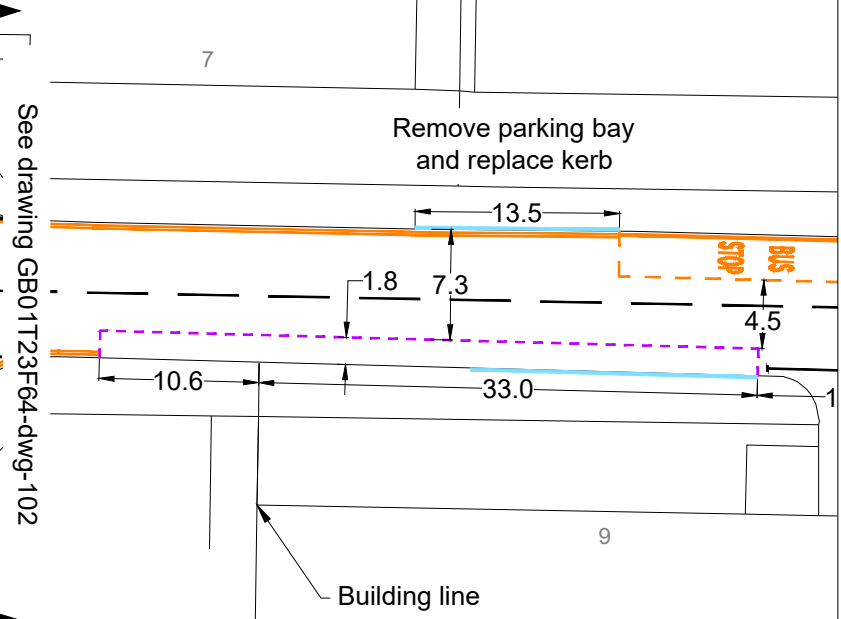 7
Remove parking bay
and replace kerb
See drawing GB01T23F64-dwg-102
13.5
BUS
STOP
1.8
7.3
4.5
10.6
33.0
1
9
Building line